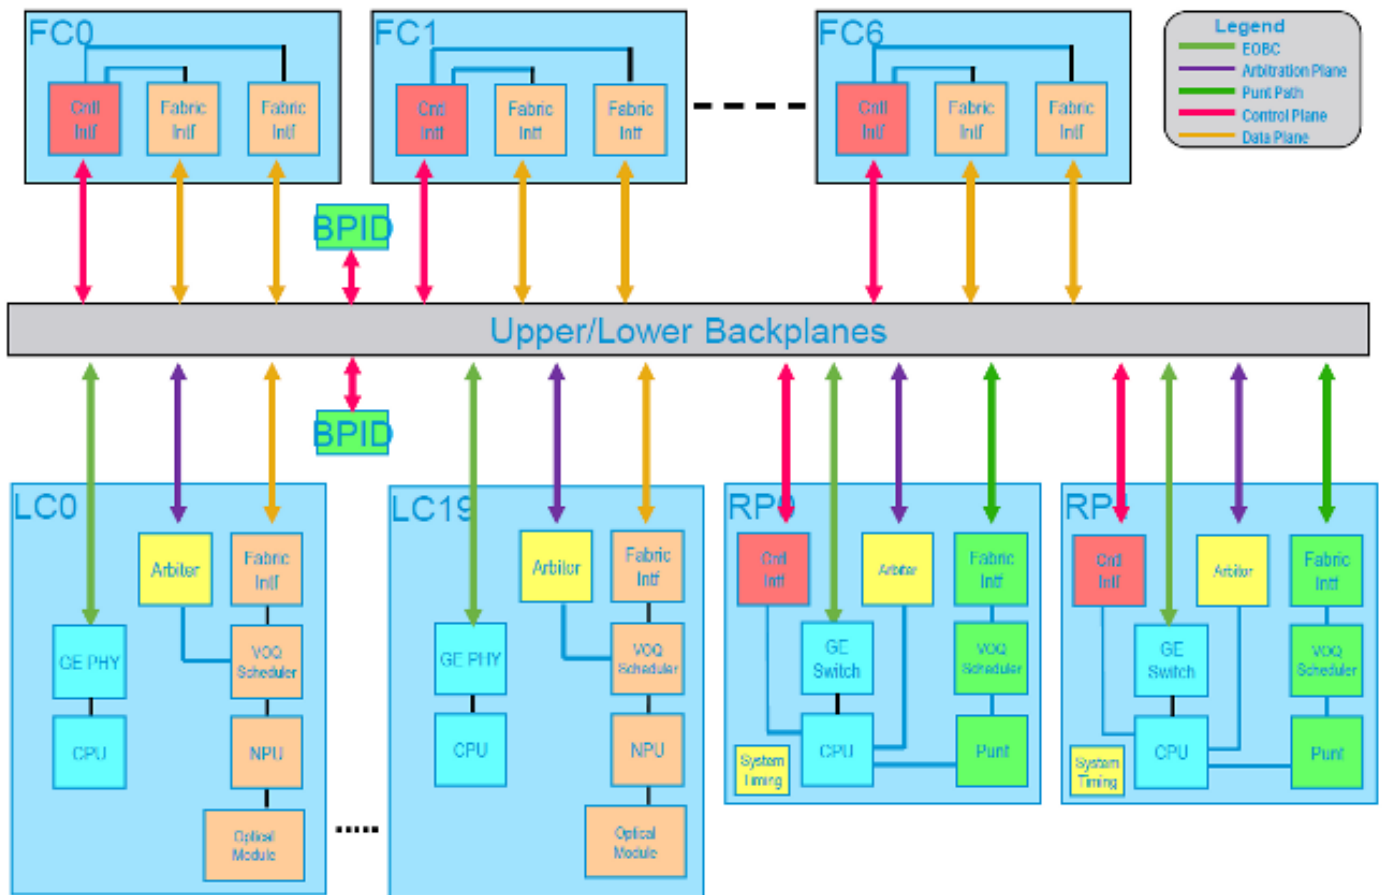 FC0
FC1
FC6
Legend
EOBC
Arbitration Plane
Punt Path
Control Plane
Data Plane
Cntl
Intf
Fabric
Intf
Fabric
Intf
Cntl
Intf
Fabric
Intf
Fabric
Intf
Cntl
Intf
Fabric
Intf
Fabric
Intf
BPID
Upper/Lower Backplanes
BPID
LC0
Arbiter
Fabric
Intf
GE PHY
VOQ
Scheduler
CPU
NPU
Optical
Module
LC19
Arbiter
Fabric
Intf
GE PHY
VOQ
Scheduler
CPU
NPU
Optical
Module
RP0
Cntl
Intf
Arbiter
Fabric
Intf
GE
Switch
VOQ
Scheduler
System
Timing
CPU
Punt
RP1
Cntl
Intf
Arbiter
Fabric
Intf
GE
Switch
VOQ
Scheduler
System
Timing
CPU
Punt